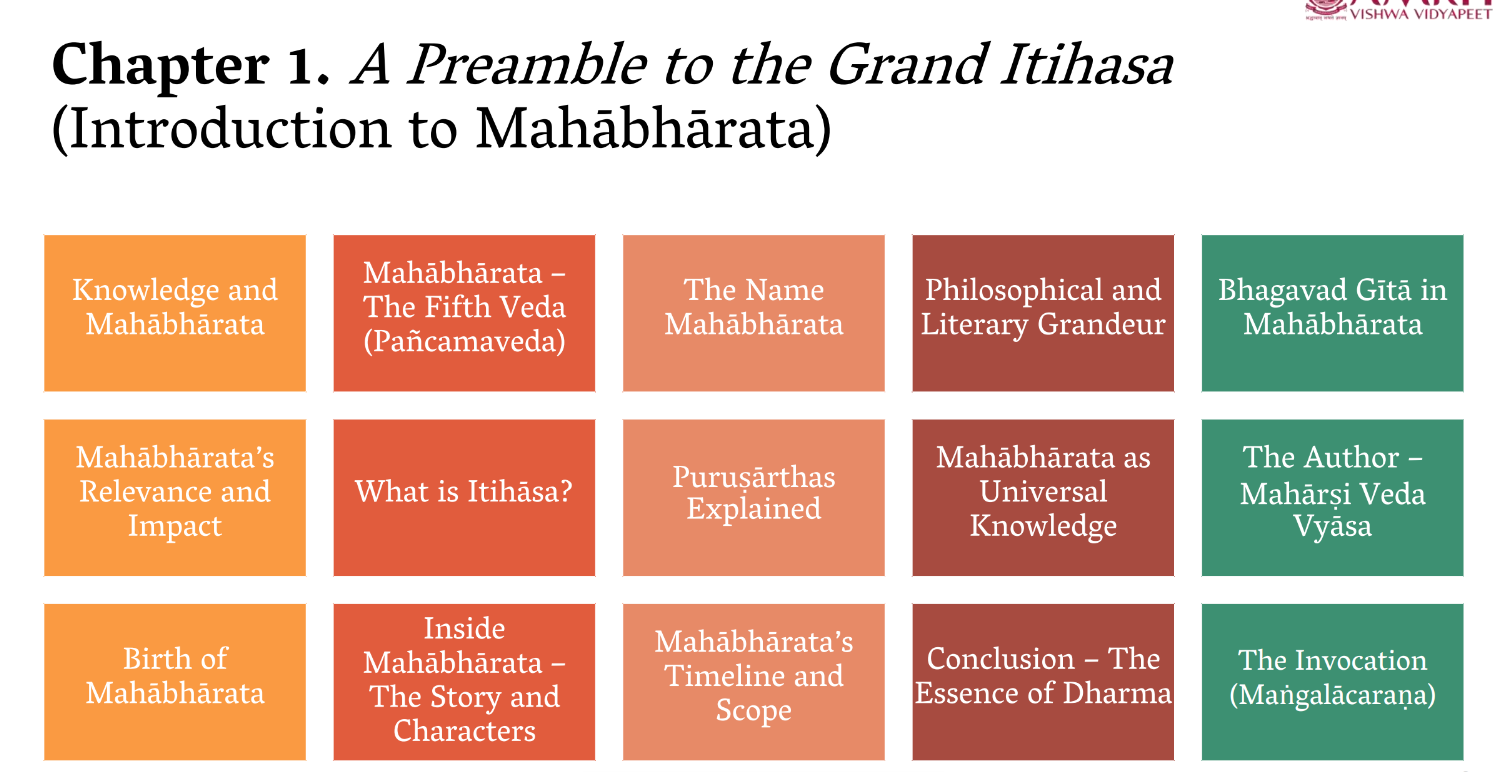 VISHWA VIDYAPEET
Chapter 1. A Preamble to the Grand Itihasa
(Introduction to Mahābhārata)
Knowledge and
Mahābhārata
Mahābhārata –
The Fifth Veda
(Pañcamaveda)
The Name
Mahābhārata
Philosophical and
Literary Grandeur
Bhagavad Gītā in
Mahābhārata
Mahābhārata’s
Relevance and
Impact
What is Itihāsa?
Puruṣārthas
Explained
Mahābhārata as
Universal
Knowledge
The Author –
Mahārṣi Veda
Vyāsa
Birth of
Mahābhārata
Inside
Mahābhārata –
The Story and
Characters
Mahābhārata’s
Timeline and
Scope
Conclusion – The
Essence of Dharma
The Invocation
(Maṅgalācaraṇa)